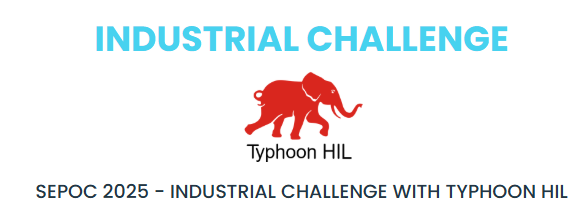 INDUSTRIAL CHALLENGE
Typhoon HIL
SEPOC 2025 - INDUSTRIAL CHALLENGE WITH TYPHOON HIL